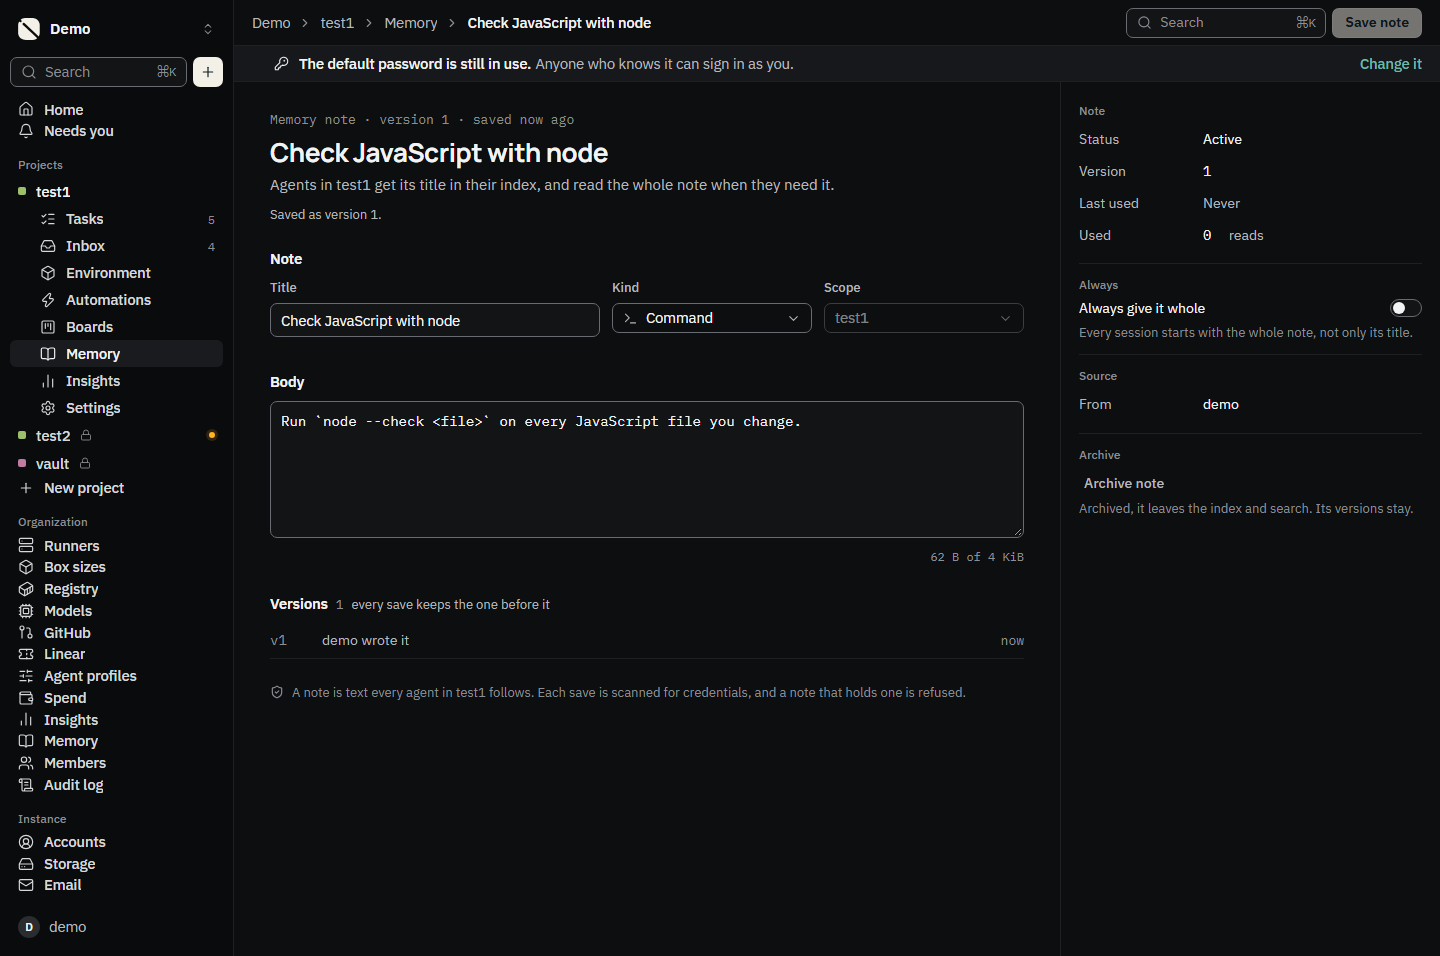 Demo
Search ⌘K
Home
Needs you
Projects
test1
Tasks 5
Inbox 4
Environment
Automations
Boards
Memory
Insights
Settings
test2
vault
New project
Organization
Runners
Box sizes
Registry
Models
GitHub
Linear
Agent profiles
Spend
Insights
Memory
Members
Audit log
Instance
Accounts
Storage
Email
D demo
Demo > test1 > Memory > Check JavaScript with node
Search ⌘K
Save note
The default password is still in use. Anyone who knows it can sign in as you.
Change it
Memory note · version 1 · saved now ago
Check JavaScript with node
Agents in test1 get its title in their index, and read the whole note when they need it.
Saved as version 1.
Note
Title Kind Scope
Check JavaScript with node Command test1
Body
Run `node --check <file>` on every JavaScript file you change.
62 B of 4 KiB
Versions 1 every save keeps the one before it
v1 demo wrote it now
A note is text every agent in test1 follows. Each save is scanned for credentials, and a note that holds one is refused.
Note
Status Active
Version 1
Last used Never
Used 0 reads
Always
Always give it whole
Every session starts with the whole note, not only its title.
Source
From demo
Archive
Archive note
Archived, it leaves the index and search. Its versions stay.